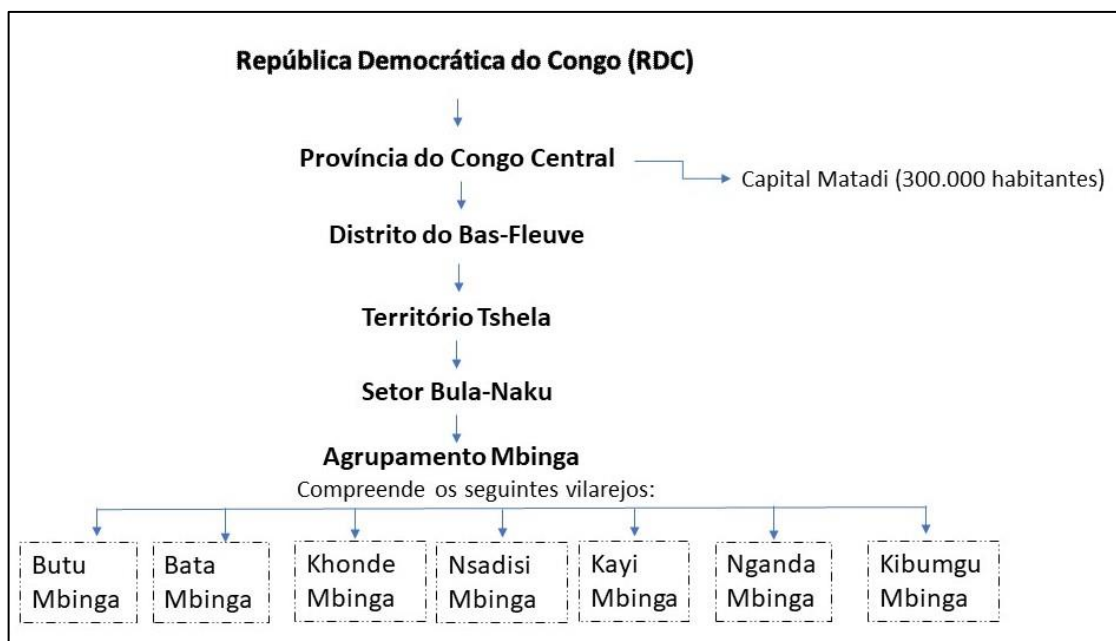 República Democrática do Congo (RDC)
Província do Congo Central
Capital Matadi (300.000 habitantes)
Distrito do Bas-Fleuve
Território Tshela
Setor Bula-Naku
Agrupamento Mbinga
Compreende os seguintes vilarejos:
Butu
Mbinga
Bata
Mbinga
Khonde
Mbinga
Nsadisi
Mbinga
Kayi
Mbinga
Nganda
Mbinga
Kibumgu
Mbinga